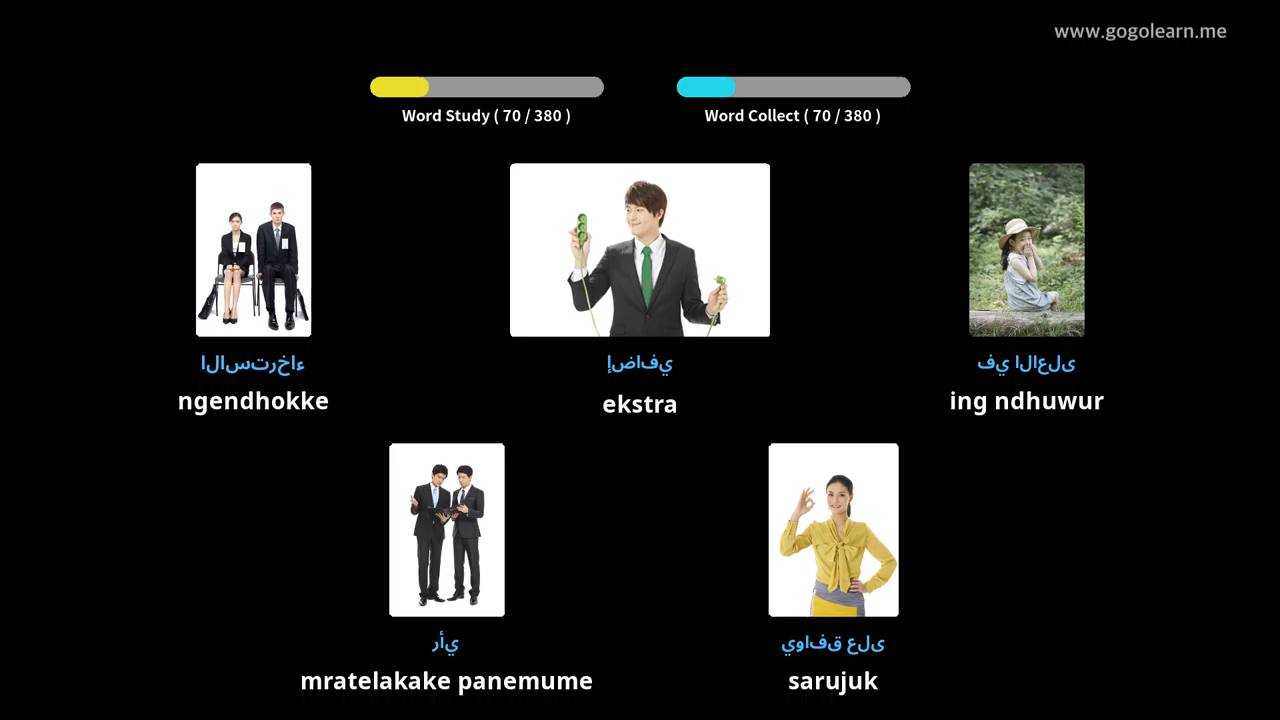 www.gogolearn.me
Word Study ( 70 / 380 )
Word Collect ( 70 / 380 )
الاسترخاء
ngendhokke
إضافي
ekstra
في الاعلى
ing ndhuwur
رأي
mratelakake panemume
يوافق على
sarujuk